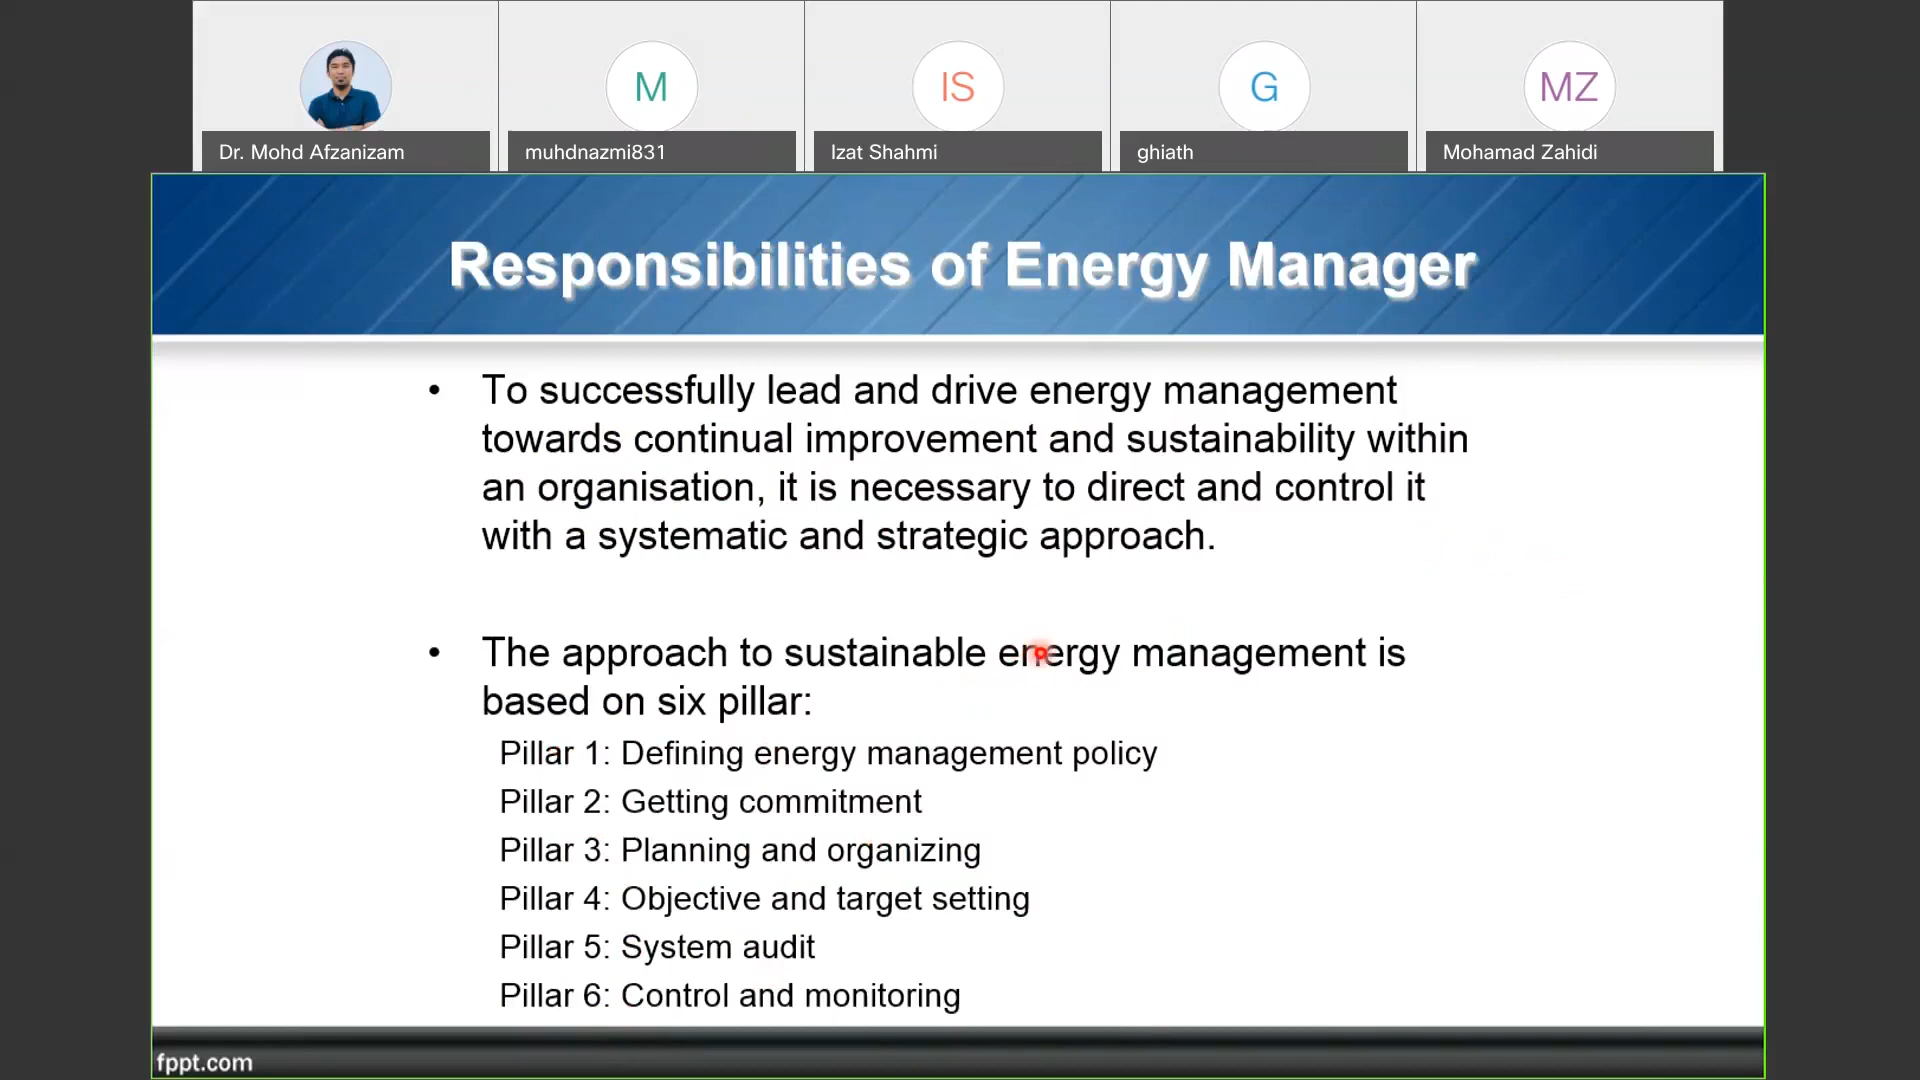 M
IS
G
MZ
Dr. Mohd Afzanizam
muhdnazmi831
Izat Shahmi
ghiath
Mohamad Zahidi
Responsibilities of Energy Manager
• To successfully lead and drive energy management
towards continual improvement and sustainability within
an organisation, it is necessary to direct and control it
with a systematic and strategic approach.
• The approach to sustainable energy management is
based on six pillar:
Pillar 1: Defining energy management policy
Pillar 2: Getting commitment
Pillar 3: Planning and organizing
Pillar 4: Objective and target setting
Pillar 5: System audit
Pillar 6: Control and monitoring
fppt.com